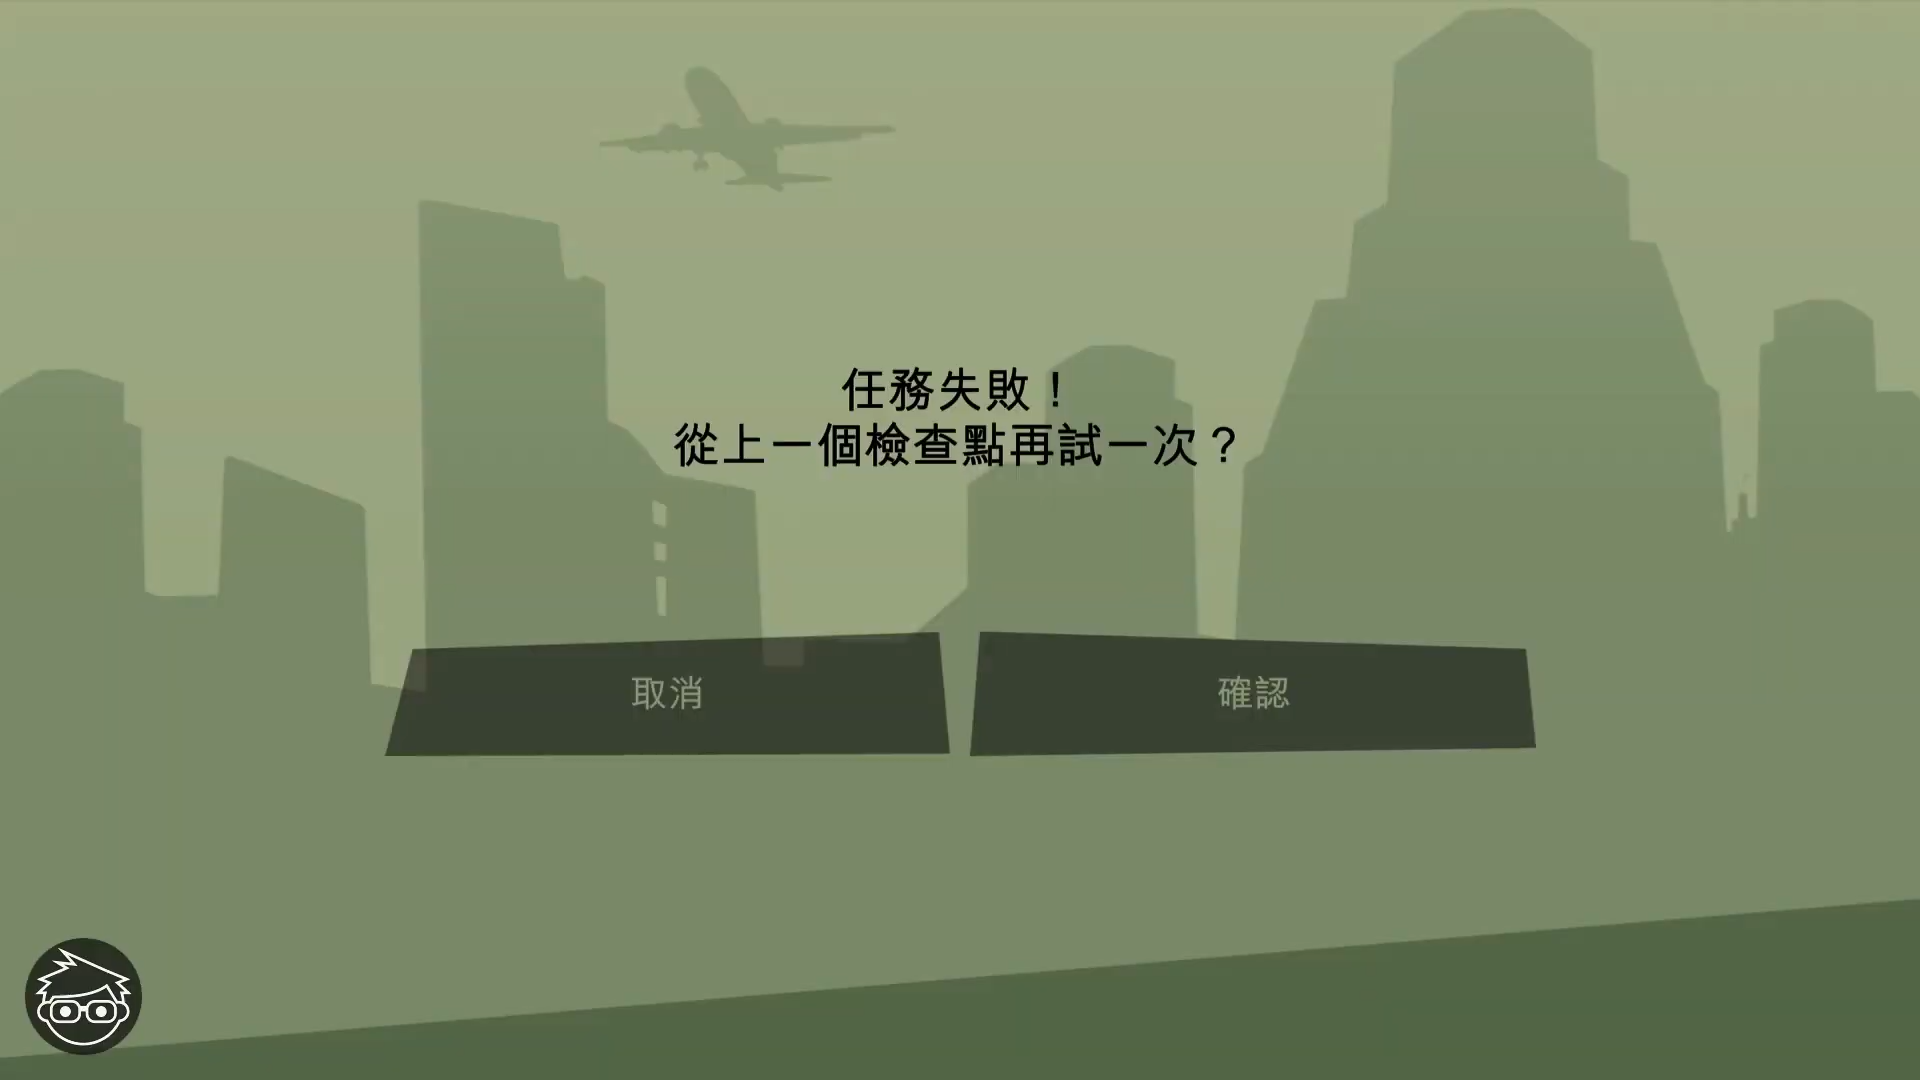 任務失敗！
從上一個檢查點再試一次？
取消
確認